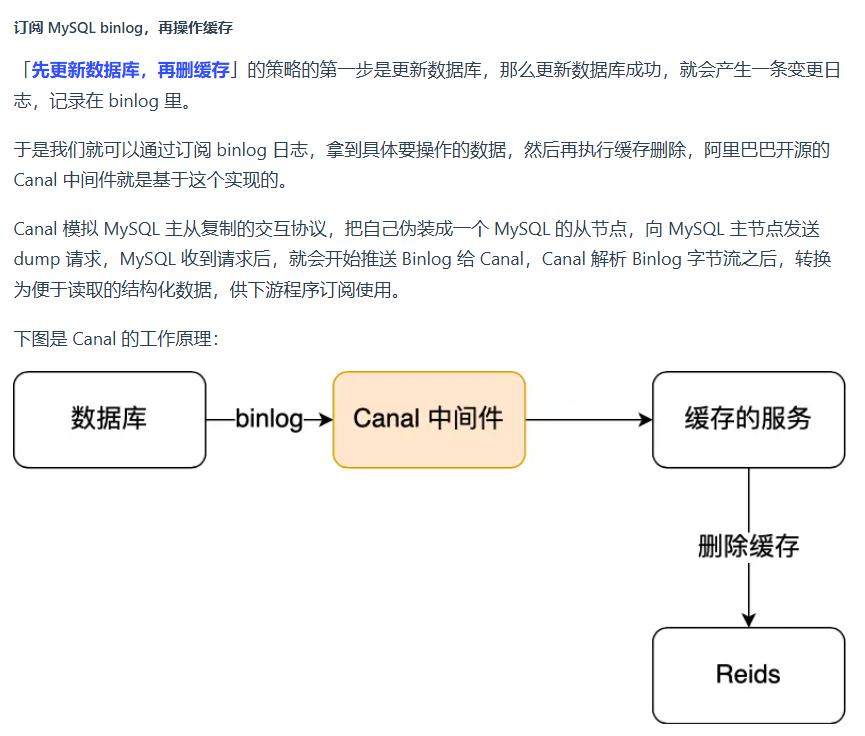 订阅 MySQL binlog，再操作缓存
「先更新数据库，再删缓存」的策略的第一步是更新数据库，那么更新数据库成功，就会产生一条变更日
志，记录在 binlog 里。
于是我们就可以通过订阅 binlog 日志，拿到具体要操作的数据，然后再执行缓存删除，阿里巴巴开源的
Canal 中间件就是基于这个实现的。
Canal 模拟 MySQL 主从复制的交互协议，把自己伪装成一个 MySQL 的从节点，向 MySQL 主节点发送
dump 请求，MySQL 收到请求后，就会开始推送 Binlog 给 Canal，Canal 解析 Binlog 字节流之后，转换
为便于读取的结构化数据，供下游程序订阅使用。
下图是 Canal 的工作原理：
数据库
binlog
Canal 中间件
缓存的服务
删除缓存
Reids